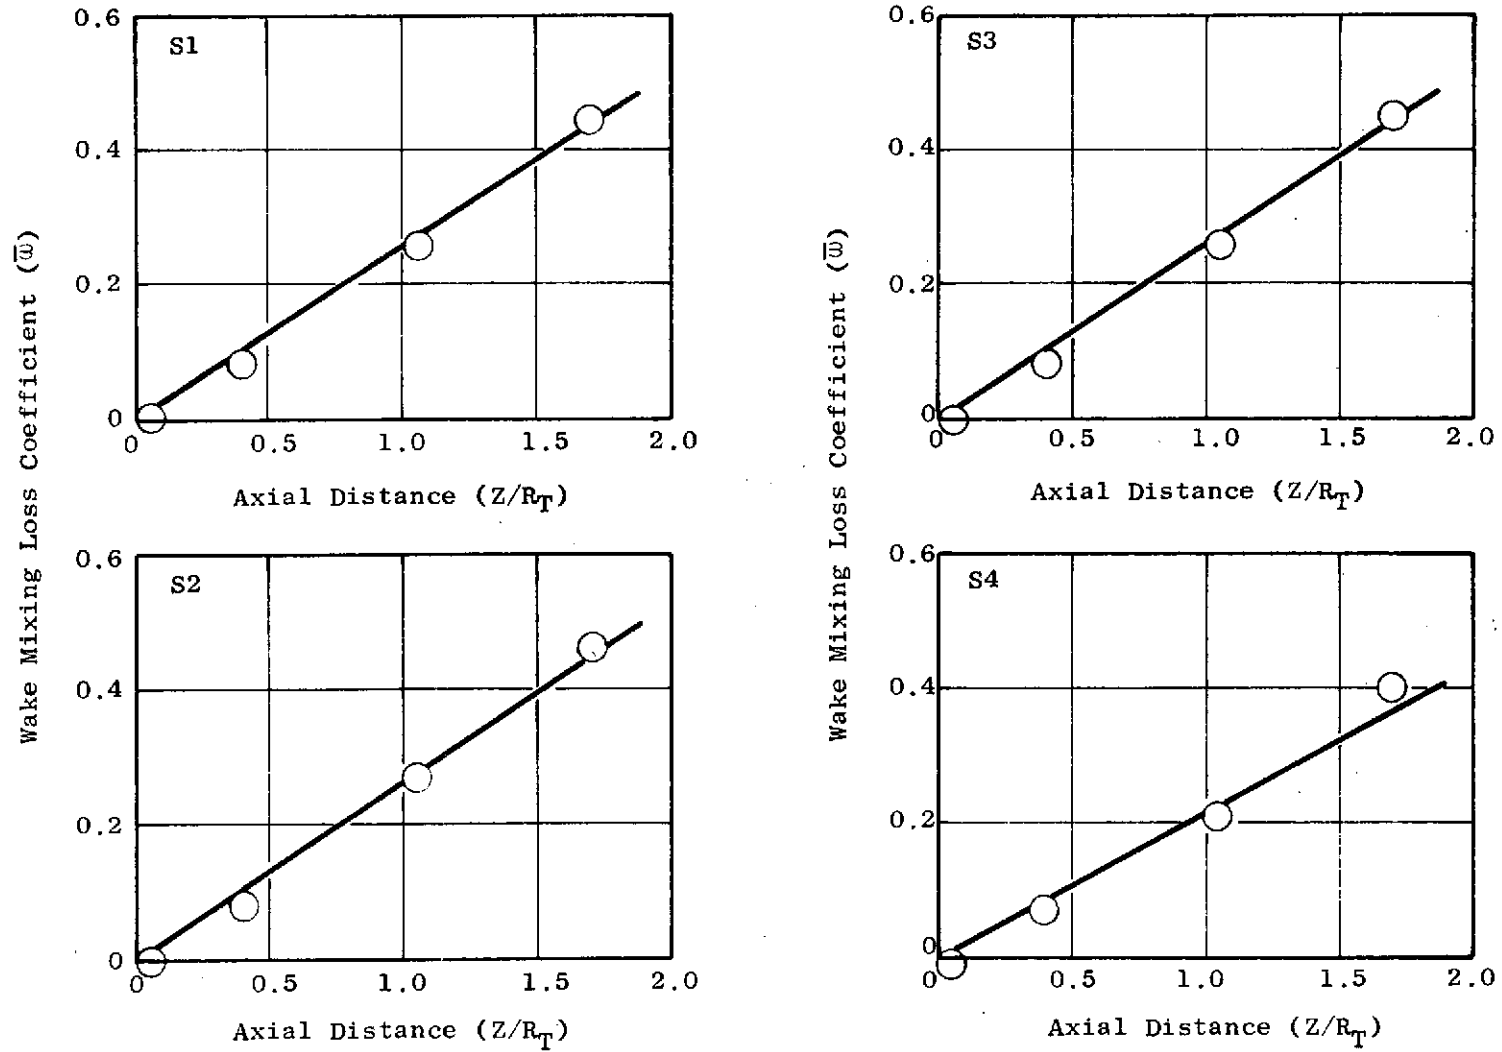 Wake Mixing Loss Coefficient (ω̅)
S1
0.6
0.4
0.2
0
0 0.5 1.0 1.5 2.0
Axial Distance (Z/R_T)
S2
0.6
0.4
0.2
0
0 0.5 1.0 1.5 2.0
Axial Distance (Z/R_T)
Wake Mixing Loss Coefficient (ω̅)
S3
0.6
0.4
0.2
0
0 0.5 1.0 1.5 2.0
Axial Distance (Z/R_T)
S4
0.6
0.4
0.2
0
0 0.5 1.0 1.5 2.0
Axial Distance (Z/R_T)